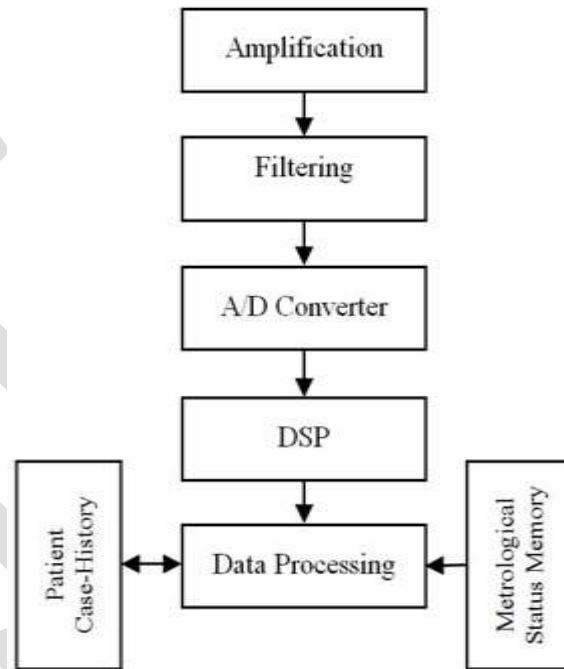 Amplification
Filtering
A/D Converter
DSP
Patient
Case-History
Data Processing
Metrological
Status Memory